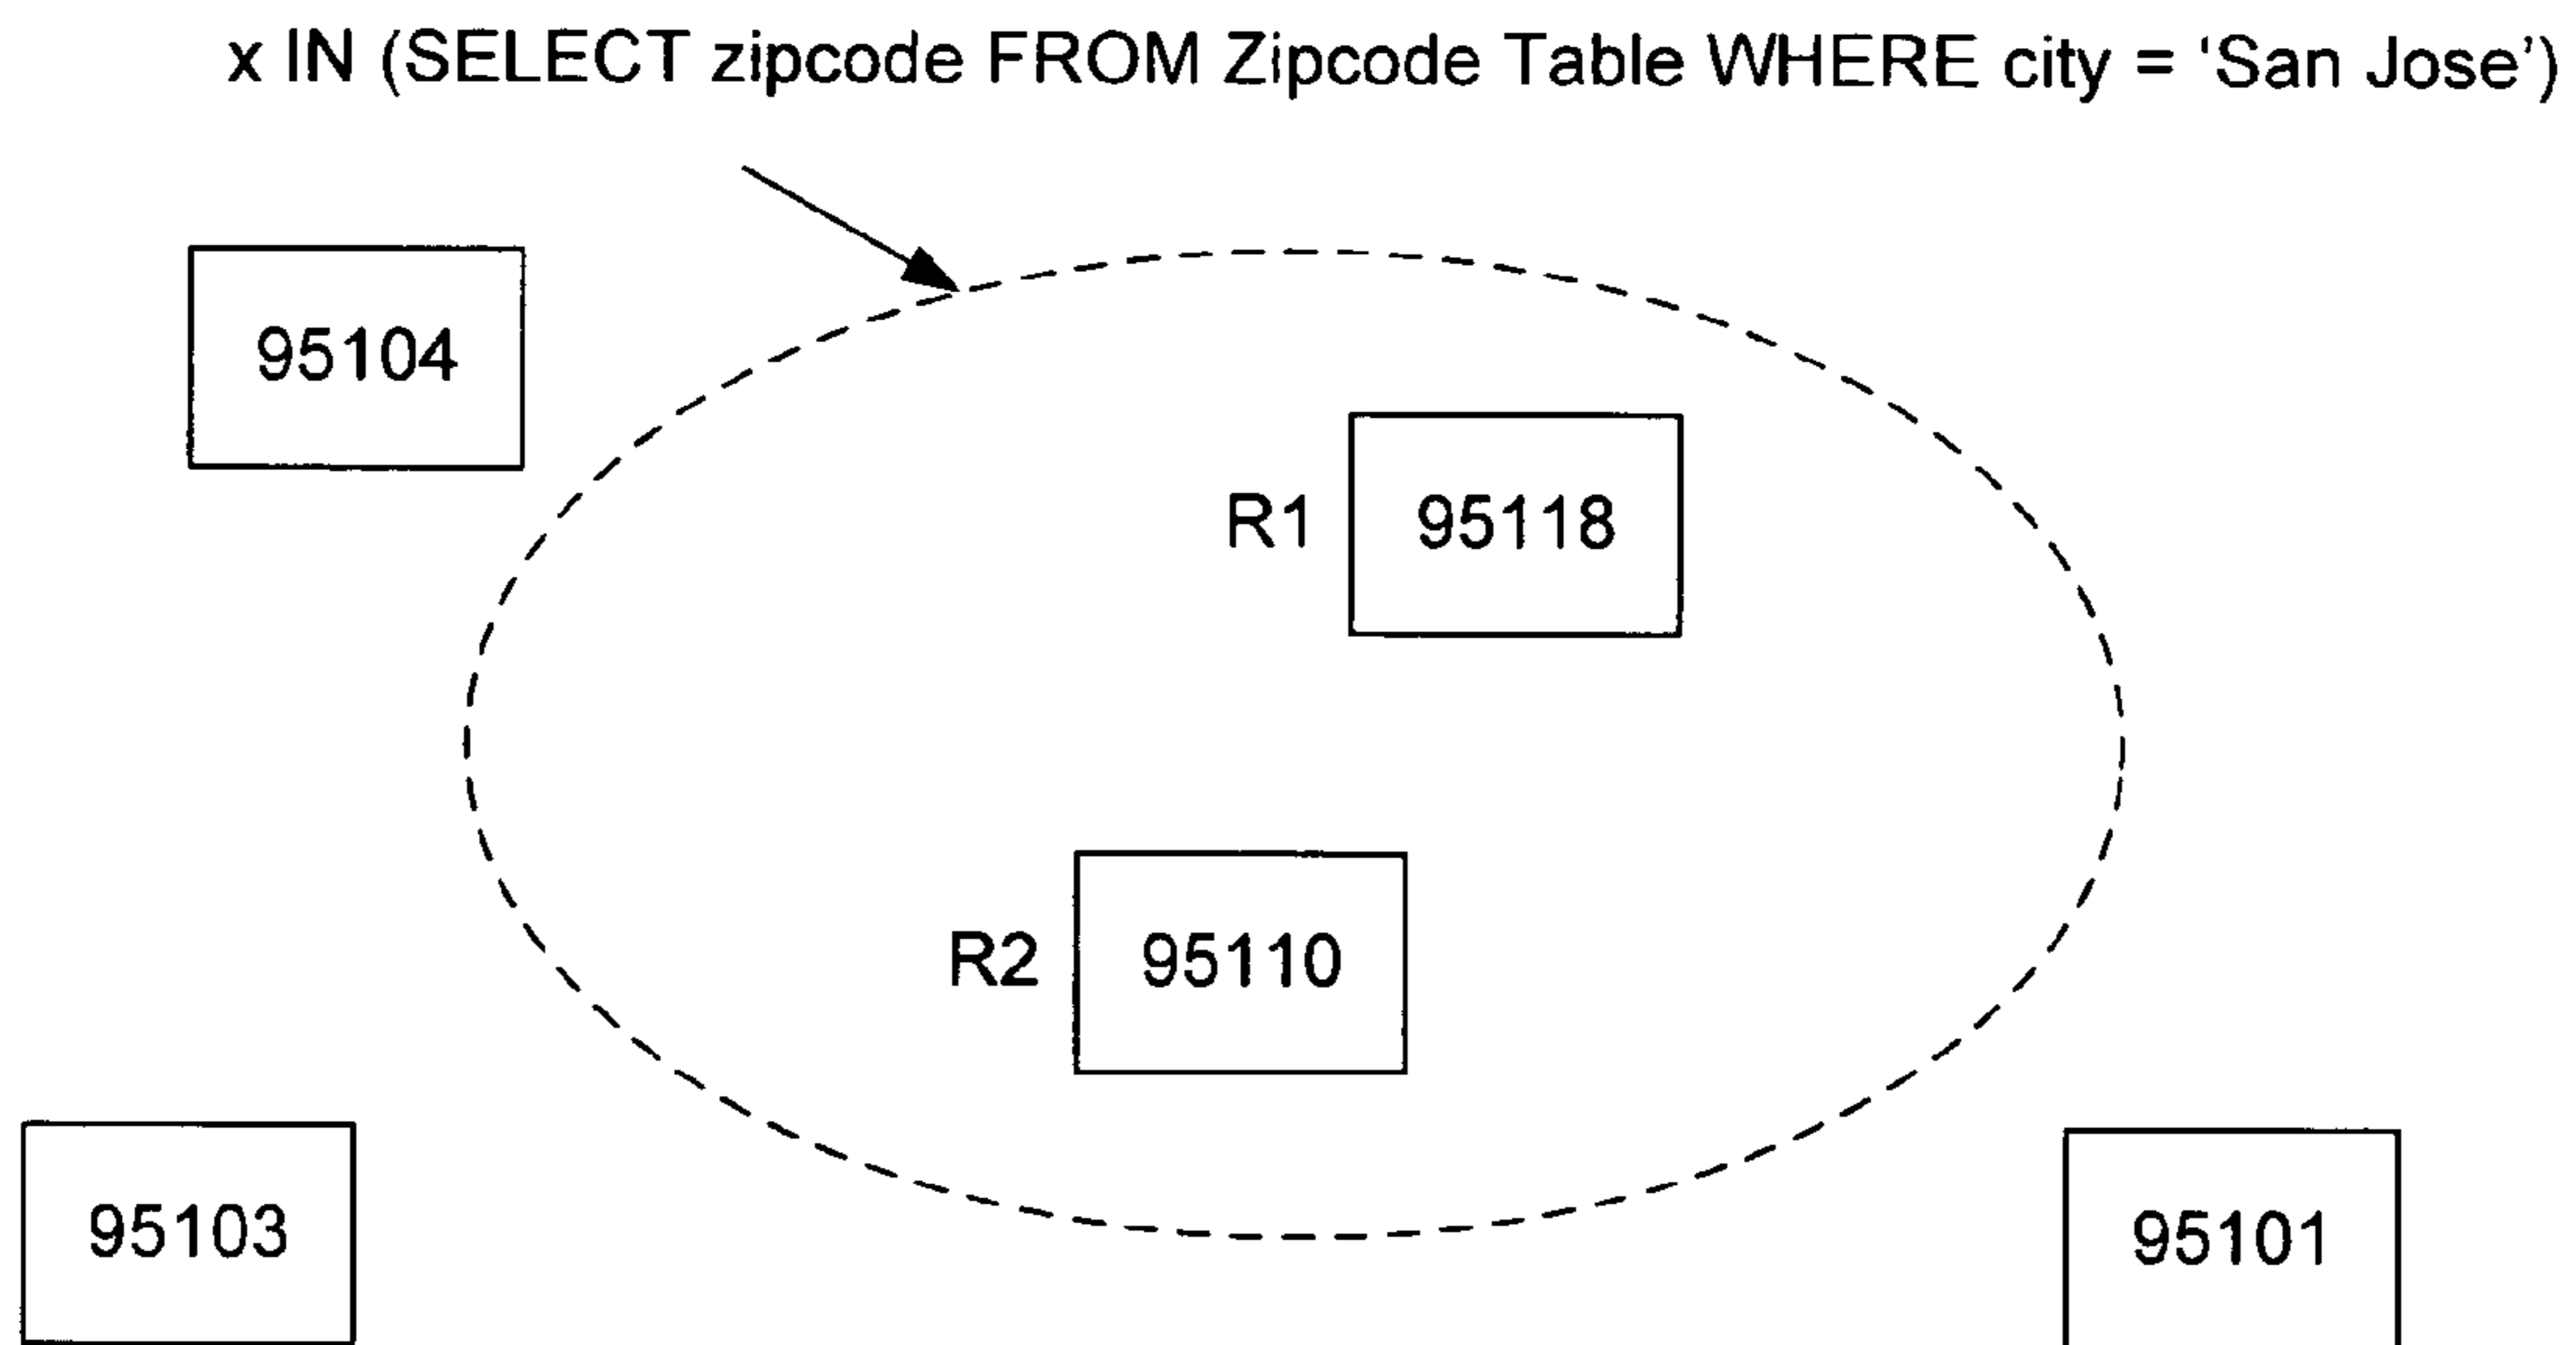 x IN (SELECT zipcode FROM Zipcode Table WHERE city = ‘San Jose’)
95104
R1 95118
R2 95110
95103
95101